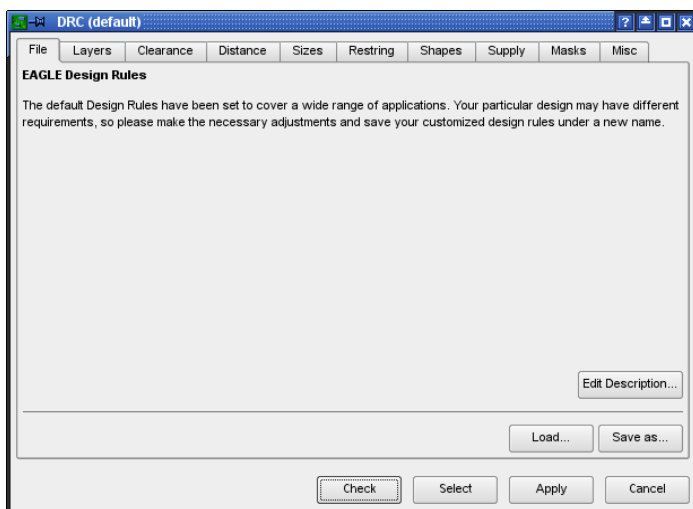 DRC (default)
File Layers Clearance Distance Sizes Restring Shapes Supply Masks Misc
EAGLE Design Rules
The default Design Rules have been set to cover a wide range of applications. Your particular design may have different
requirements, so please make the necessary adjustments and save your customized design rules under a new name.
Edit Description...
Load... Save as...
Check Select Apply Cancel